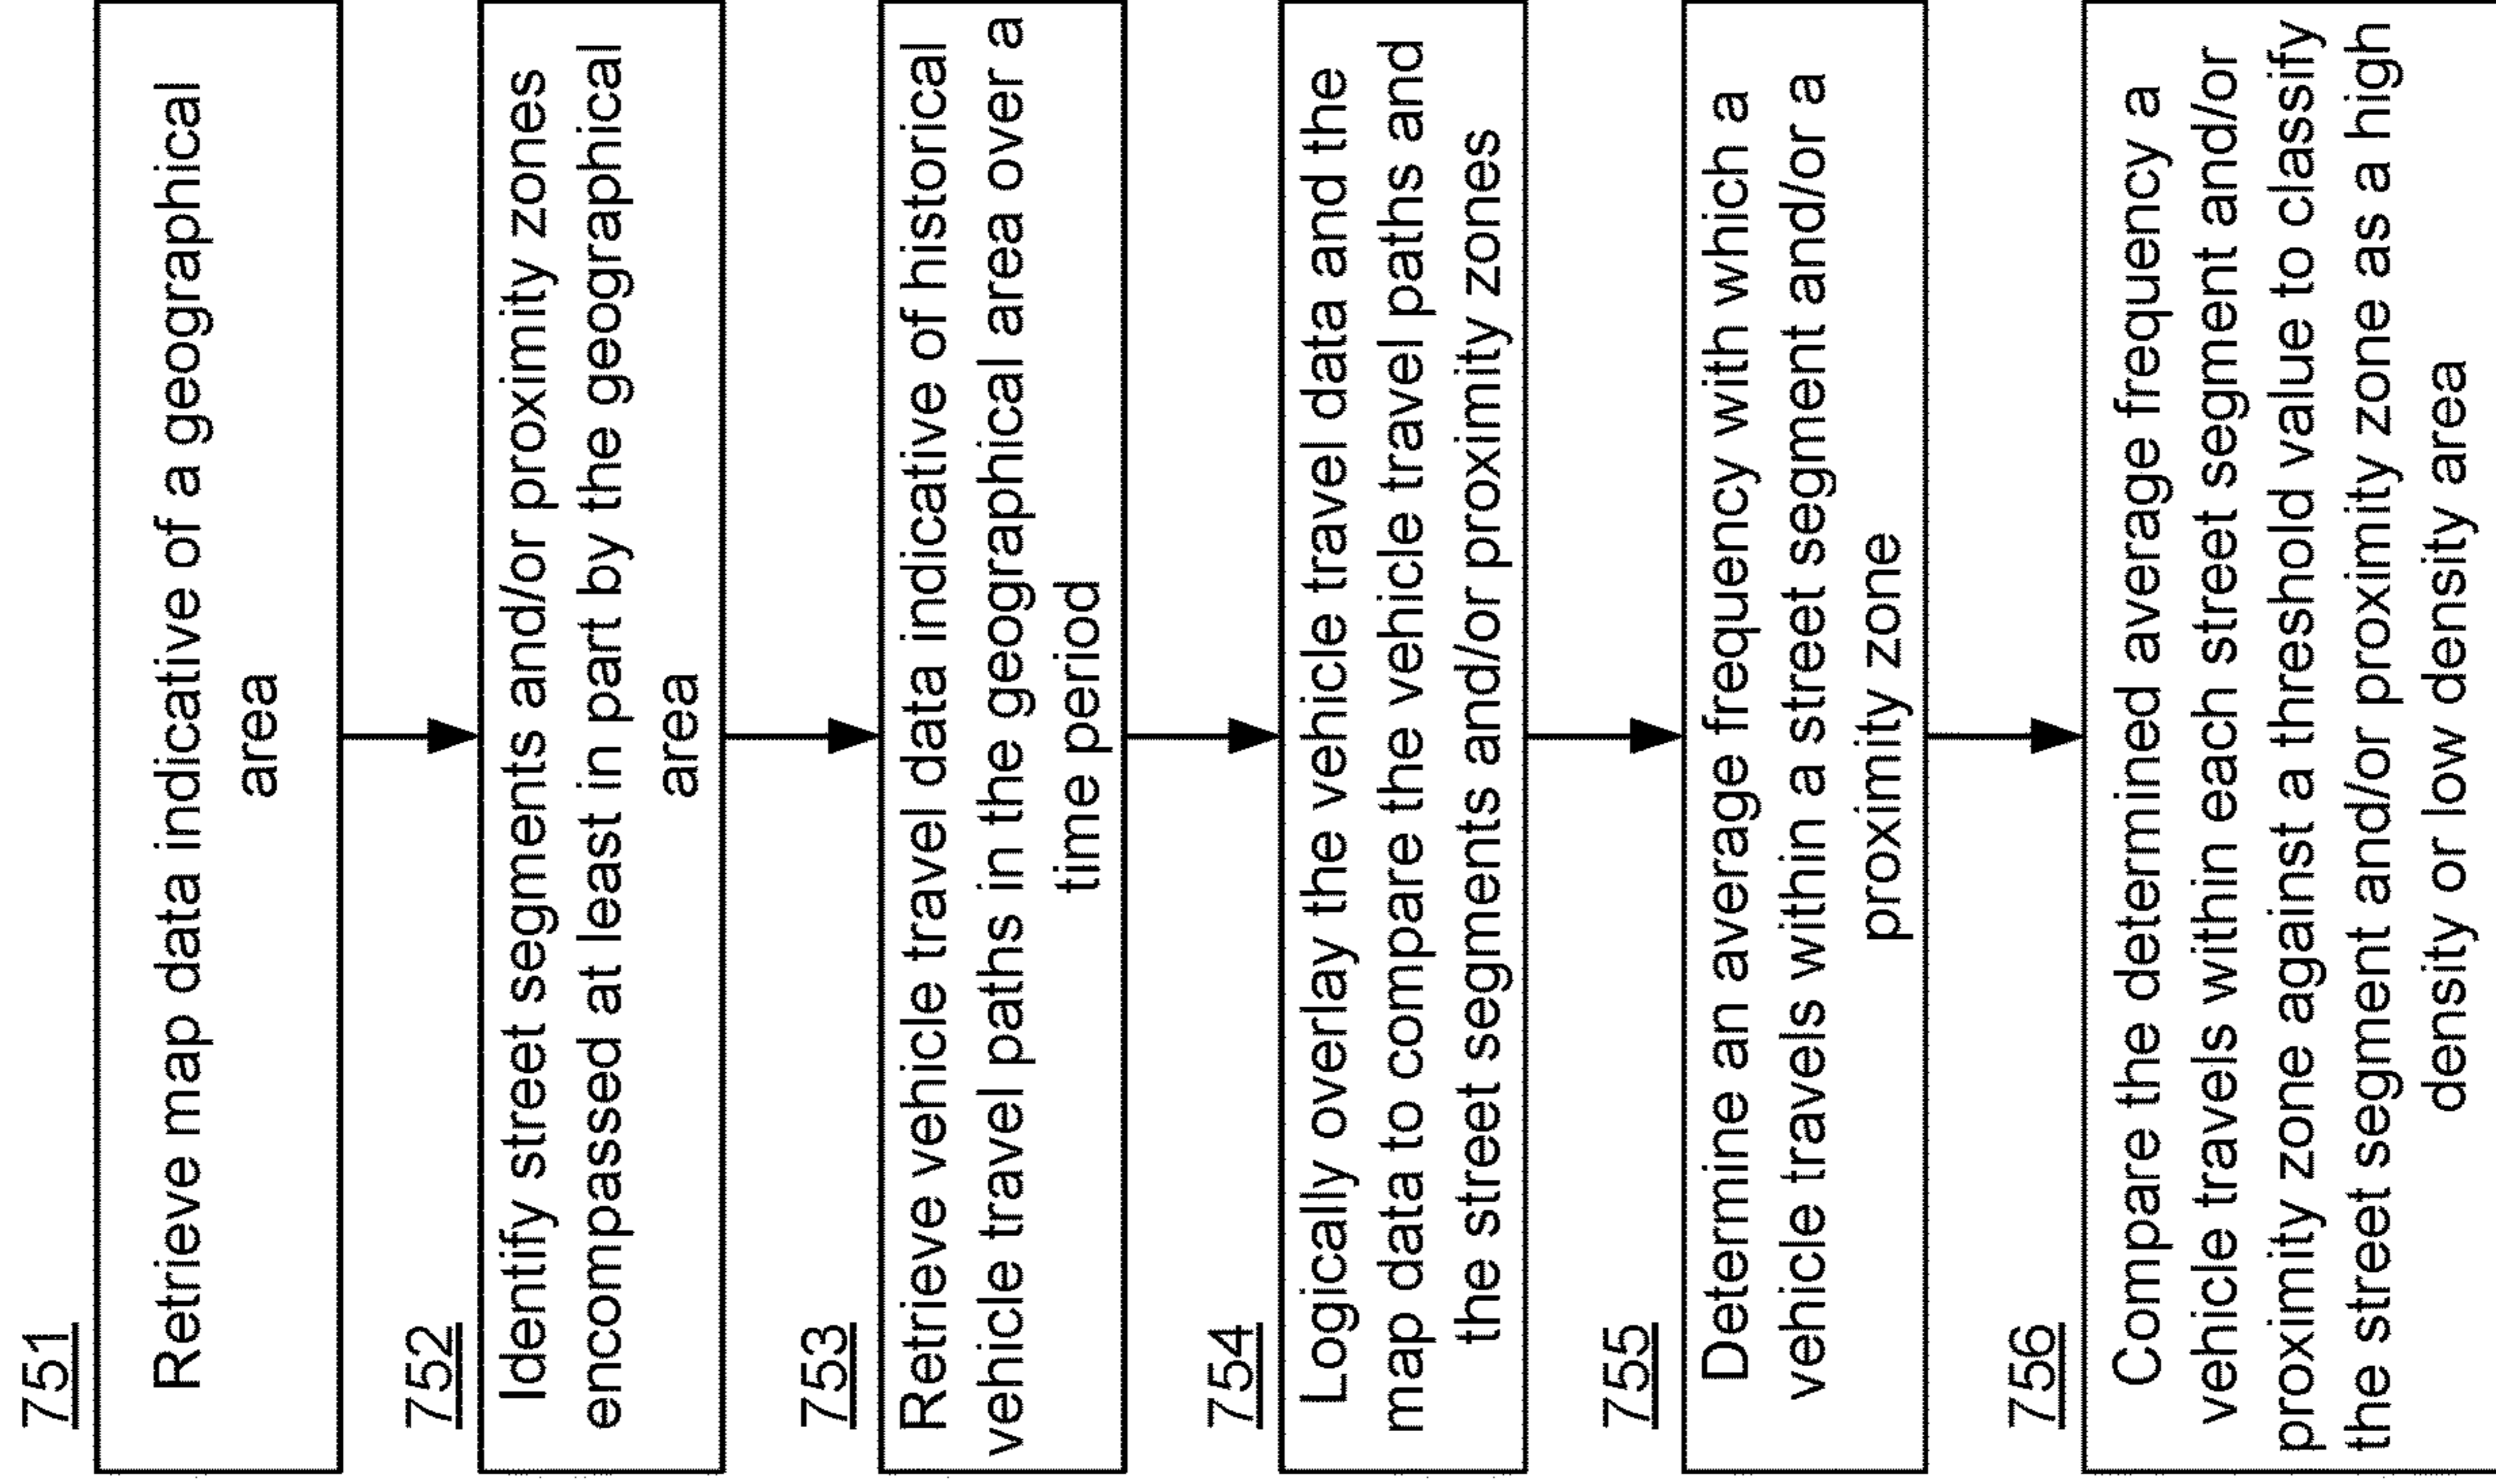 751
Retrieve map data indicative of a geographical
area
752
Identify street segments and/or proximity zones
encompassed at least in part by the geographical
area
753
Retrieve vehicle travel data indicative of historical
vehicle travel paths in the geographical area over a
time period
754
Logically overlay the vehicle travel data and the
map data to compare the vehicle travel paths and
the street segments and/or proximity zones
755
Determine an average frequency with which a
vehicle travels within a street segment and/or a
proximity zone
756
Compare the determined average frequency a
vehicle travels within each street segment and/or
proximity zone against a threshold value to classify
the street segment and/or proximity zone as a high
density or low density area